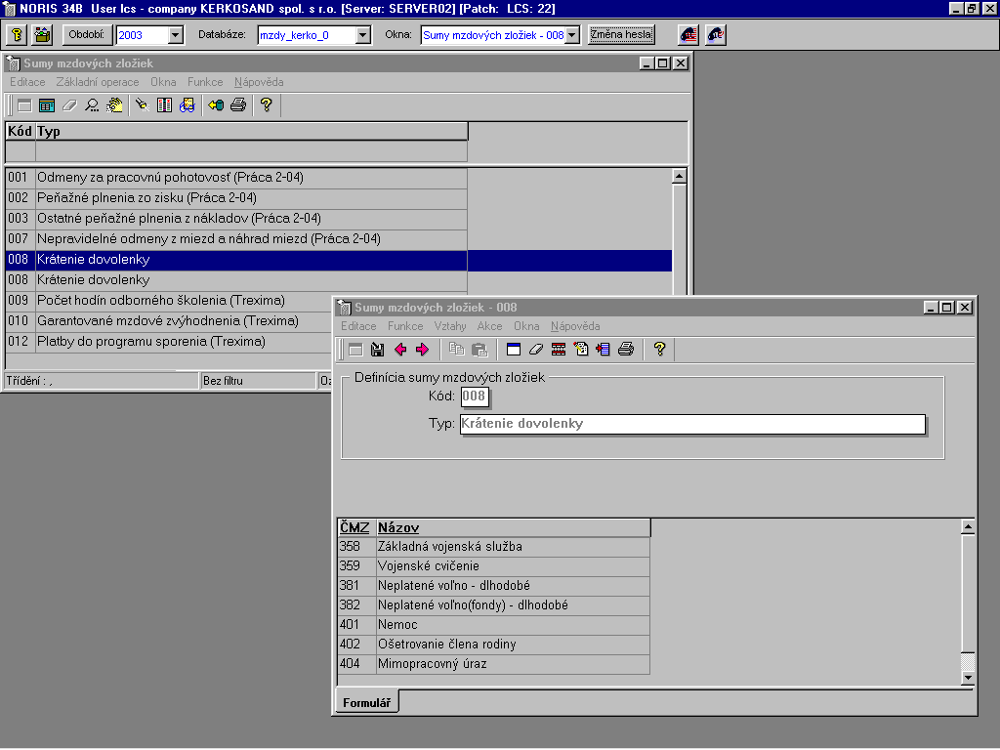 NORIS 34B User lcs - company KERKOSAND spol. s r.o. [Server: SERVER02] [Patch: LCS: 22]
Období: 2003 Databáze: mzdy_kerko_0 Okna: Sumy mzdových zložiek - 008 Změna hesla
Sumy mzdových zložiek
Editace Základní operace Okna Funkce Nápověda
Kód Typ
001 Odmeny za pracovnú pohotovosť (Práca 2-04)
002 Peňažné plnenia zo zisku (Práca 2-04)
003 Ostatné peňažné plnenia z nákladov (Práca 2-04)
007 Nepravidelné odmeny z miezd a náhrad miezd (Práca 2-04)
008 Krátenie dovolenky
008 Krátenie dovolenky
009 Počet hodín odborného školenia (Trexima)
010 Garantované mzdové zvýhodnenia (Trexima)
012 Platby do programu sporenia (Trexima)
Třídění : , Bez filtru Oz
Sumy mzdových zložiek - 008
Editace Funkce Vztahy Akce Okna Nápověda
Definícia sumy mzdových zložiek
Kód: 008
Typ: Krátenie dovolenky
ČMZ Názov
358 Základná vojenská služba
359 Vojenské cvičenie
381 Neplatené voľno - dlhodobé
382 Neplatené voľno(fondy) - dlhodobé
401 Nemoc
402 Ošetrovanie člena rodiny
404 Mimopracovný úraz
Formulář